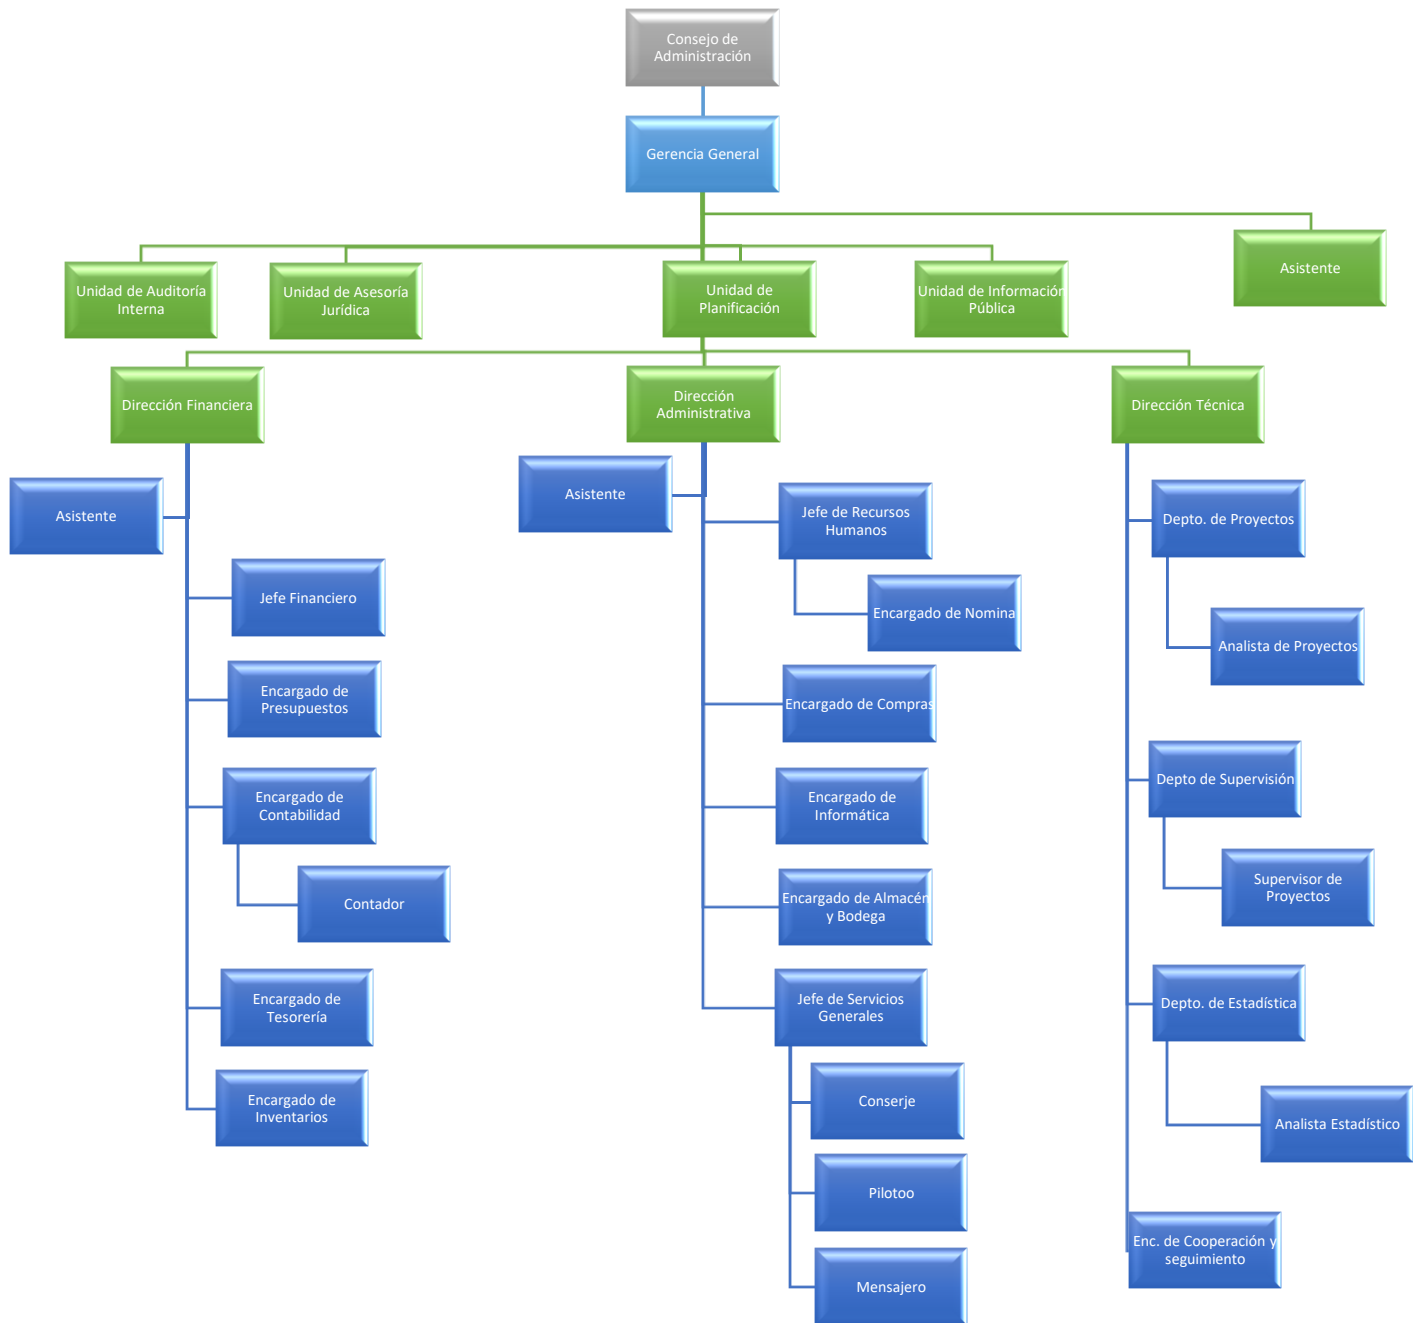 Consejo de
Administración
Gerencia General
Asistente
Unidad de Auditoría
Interna
Unidad de Asesoría
Jurídica
Unidad de
Planificación
Unidad de Información
Pública
Dirección Financiera
Dirección
Administrativa
Dirección Técnica
Asistente
Jefe Financiero
Encargado de
Presupuestos
Encargado de
Contabilidad
Contador
Encargado de
Tesorería
Encargado de
Inventarios
Asistente
Jefe de Recursos
Humanos
Encargado de Nomina
Encargado de Compras
Encargado de
Informática
Encargado de Almacén
y Bodega
Jefe de Servicios
Generales
Conserje
Pilotoo
Mensajero
Depto. de Proyectos
Analista de Proyectos
Depto de Supervisión
Supervisor de
Proyectos
Depto. de Estadística
Analista Estadístico
Enc. de Cooperación y
seguimiento